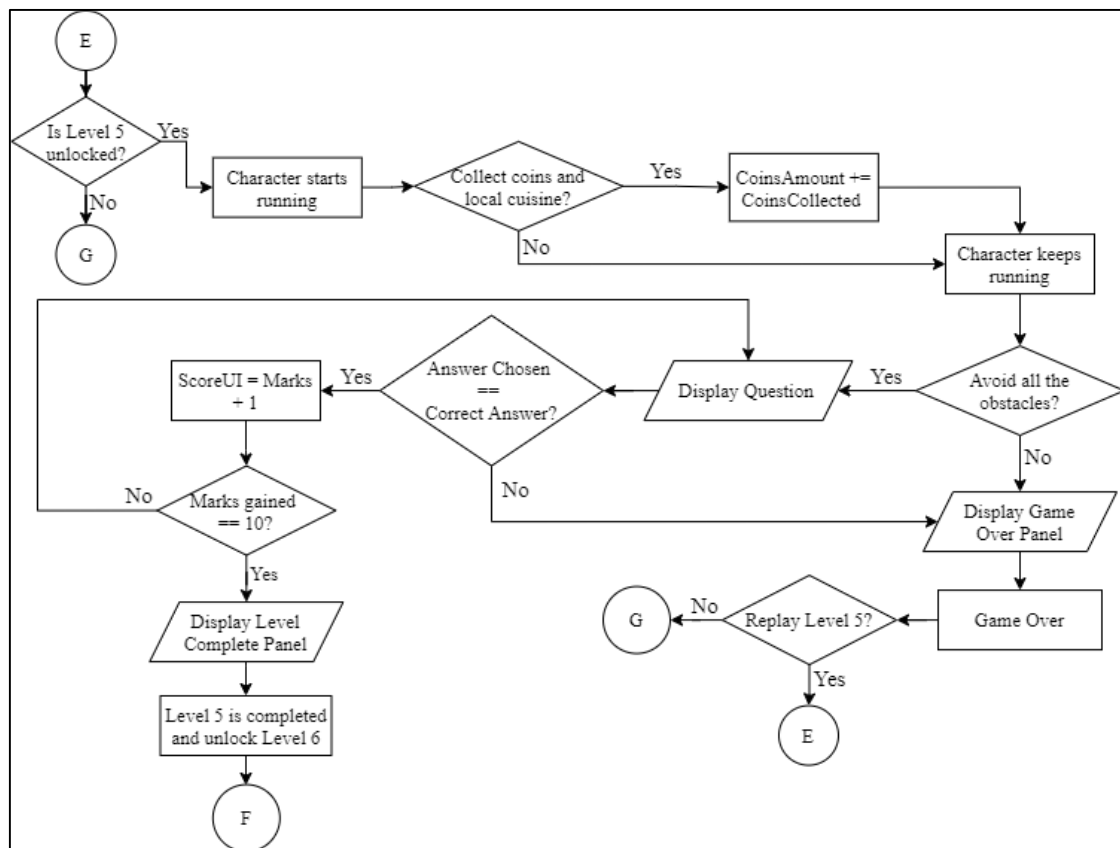 E
Is Level 5
unlocked?
Yes
No
G
Character starts
running
Collect coins and
local cuisine?
Yes
No
CoinsAmount +=
CoinsCollected
Character keeps
running
Avoid all the
obstacles?
Yes
No
Display Question
Answer Chosen
==
Correct Answer?
Yes
No
ScoreUI = Marks
+ 1
Marks gained
== 10?
No
Yes
Display Level
Complete Panel
Level 5 is completed
and unlock Level 6
F
Display Game
Over Panel
Game Over
Replay Level 5?
No
G
Yes
E